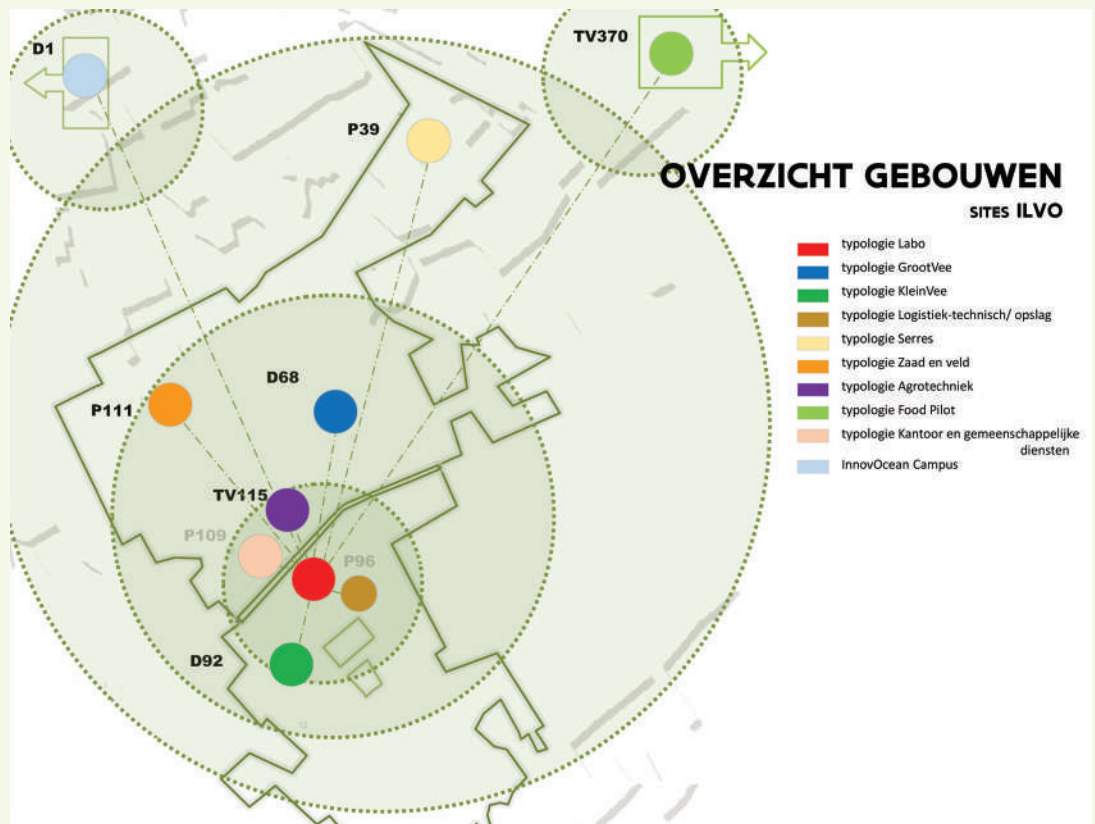 D1
TV370
P39
OVERZICHT GEBOUWEN
SITES ILVO
typologie Labo
typologie GrootVee
typologie KleinVee
typologie Logistiek-technisch/ opslag
typologie Serres
typologie Zaad en veld
typologie Agrotechniek
typologie Food Pilot
typologie Kantoor en gemeenschappelijke
diensten
InnovOcean Campus
D68
P111
TV115
P109
P96
D92